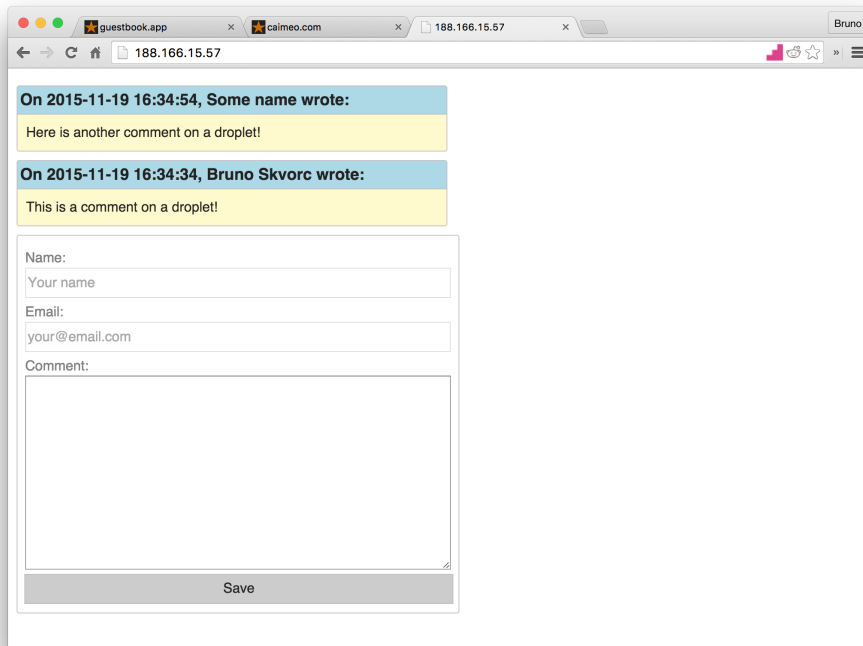 guestbook.app
caimeo.com
188.166.15.57
Bruno
188.166.15.57
On 2015-11-19 16:34:54, Some name wrote:
Here is another comment on a droplet!
On 2015-11-19 16:34:34, Bruno Skvorc wrote:
This is a comment on a droplet!
Name:
Your name
Email:
your@email.com
Comment:
Save